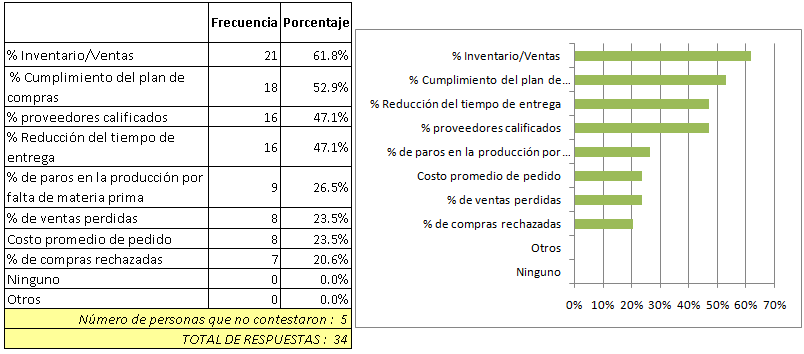 Frecuencia Porcentaje
% Inventario/Ventas 21 61.8%
% Cumplimiento del plan de
compras 18 52.9%
% proveedores calificados 16 47.1%
% Reducción del tiempo de
entrega 16 47.1%
% de paros en la producción por
falta de materia prima 9 26.5%
% de ventas perdidas 8 23.5%
Costo promedio de pedido 8 23.5%
% de compras rechazadas 7 20.6%
Ninguno 0 0.0%
Otros 0 0.0%
Número de personas que no contestaron : 5
TOTAL DE RESPUESTAS : 34
% Inventario/Ventas
% Cumplimiento del plan de...
% Reducción del tiempo de entrega
% proveedores calificados
% de paros en la producción por...
Costo promedio de pedido
% de ventas perdidas
% de compras rechazadas
Otros
Ninguno
0% 10% 20% 30% 40% 50% 60% 70%